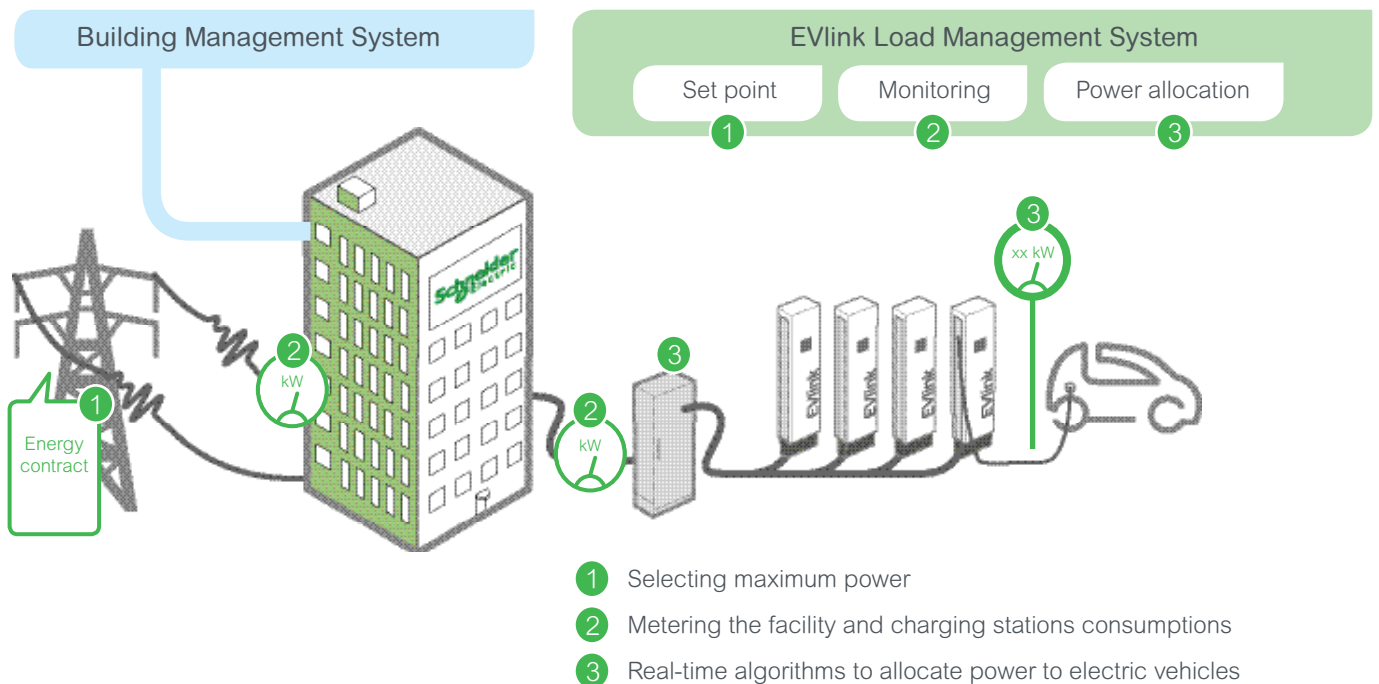 Building Management System
EVlink Load Management System
Set point
Monitoring
Power allocation
1
2
3
3
xx kW
Schneider
Electric
2
kW
3
EVlink
EVlink
EVlink
EVlink
1
Energy
contract
2
kW
1 Selecting maximum power
2 Metering the facility and charging stations consumptions
3 Real-time algorithms to allocate power to electric vehicles